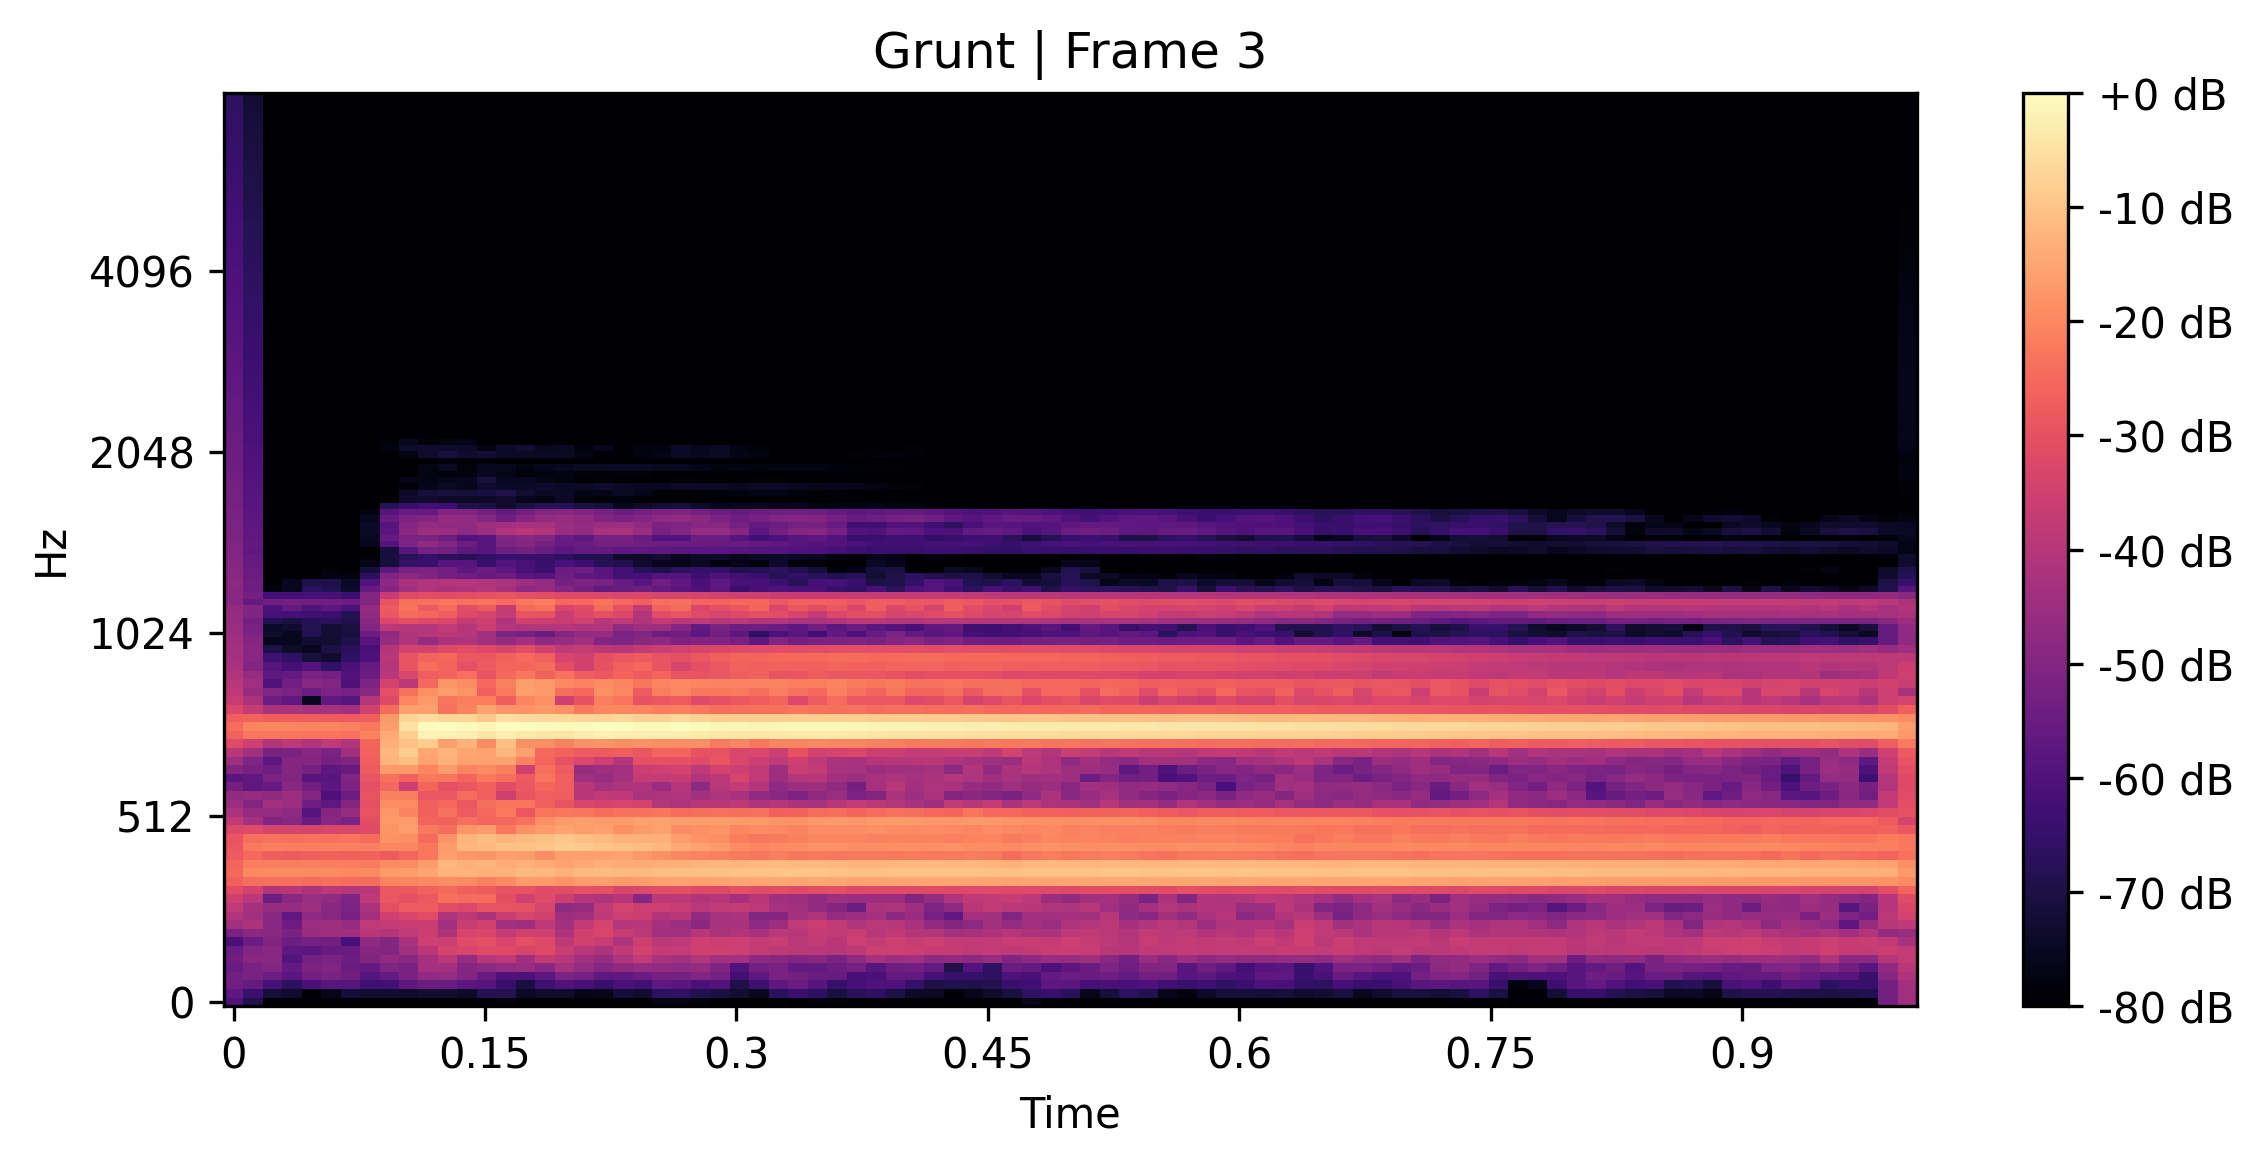 Grunt | Frame 3
Hz
4096
2048
1024
512
0
0 0.15 0.3 0.45 0.6 0.75 0.9
Time
+0 dB
-10 dB
-20 dB
-30 dB
-40 dB
-50 dB
-60 dB
-70 dB
-80 dB